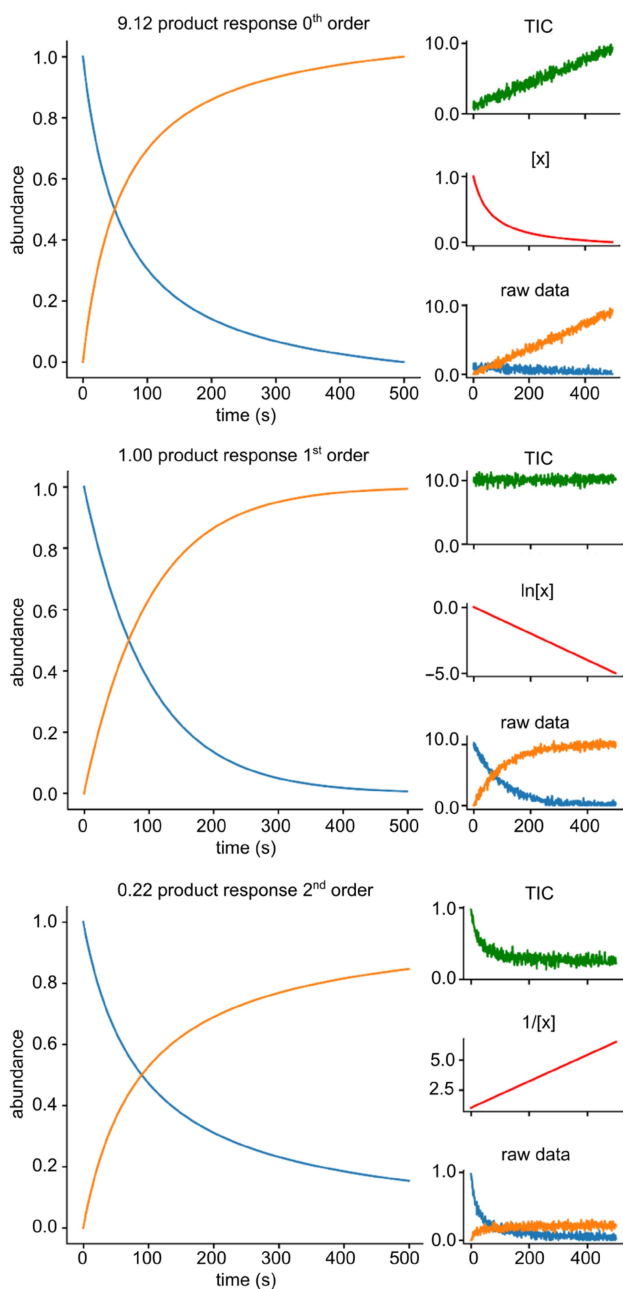 9.12 product response 0th order
1.0
0.8
0.6
0.4
0.2
0.0
abundance
0 100 200 300 400 500
time (s)
TIC
10.0
0.0
[x]
1.0
0.0
raw data
10.0
0.0
0 200 400
1.00 product response 1st order
1.0
0.8
0.6
0.4
0.2
0.0
abundance
0 100 200 300 400 500
time (s)
TIC
10.0
0.0
ln[x]
0.0
−5.0
raw data
10.0
0.0
0 200 400
0.22 product response 2nd order
1.0
0.8
0.6
0.4
0.2
0.0
abundance
0 100 200 300 400 500
time (s)
TIC
1.0
0.0
1/[x]
5.0
2.5
raw data
1.0
0.0
0 200 400